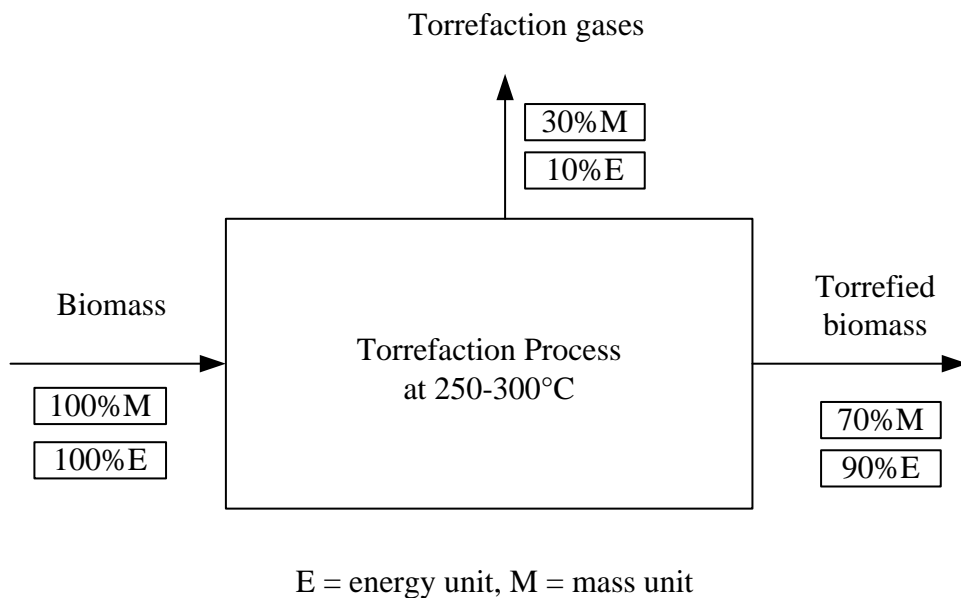 Torrefaction gases
30%M
10%E
Biomass
100%M
100%E
Torrefaction Process
at 250-300°C
Torrefied
biomass
70%M
90%E
E = energy unit, M = mass unit